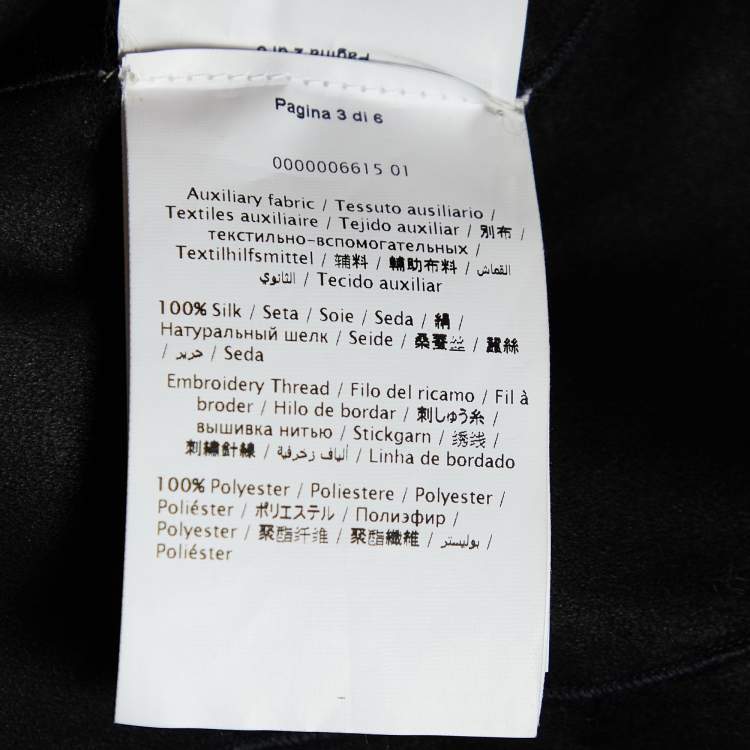 Pagina 2 di 6
Pagina 3 di 6
0000006615 01
Auxiliary fabric / Tessuto ausiliario /
Textiles auxiliaire / Tejido auxiliar / 別布 /
текстильно-вспомогательных /
Textilhilfsmittel / 辅料 / 輔助布料 / القماش
الثانوي / Tecido auxiliar
100% Silk / Seta / Soie / Seda / 絹 /
Натуральный шелк / Seide / 桑蚕丝 / 蠶絲
/ حرير / Seda
Embroidery Thread / Filo del ricamo / Fil à
broder / Hilo de bordar / 刺しゅう糸 /
вышивка нитью / Stickgarn / 绣线 /
刺繡針線 / ألياف زخرفية / Linha de bordado
100% Polyester / Poliestere / Polyester /
Poliéster / ポリエステル / Полиэфир /
Polyester / 聚酯纤维 / 聚酯纖維 / بوليستر /
Poliéster